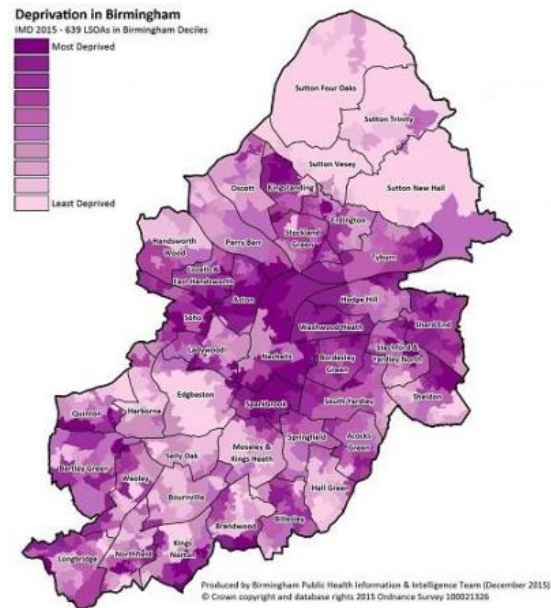 Deprivation in Birmingham
IMD 2015 - 639 LSOAs in Birmingham Deciles
Most Deprived
Least Deprived
Sutton Four Oaks
Sutton Trinity
Sutton Vesey
Sutton New Hall
Oscott
Kingstanding
Erdington
Stockland
Green
Handsworth
Wood
Perry Barr
Tyburn
Lozells &
East Handsworth
Aston
Hodge Hill
Soho
Washwood Heath
Shard End
Ladywood
Nechells
Bordesley
Green
Stechford &
Yardley North
Edgbaston
Sparkbrook
South Yardley
Sheldon
Quinton
Harborne
Springfield
Acocks
Green
Moseley &
Kings Heath
Selly Oak
Bartley Green
Weoley
Bournville
Hall Green
Brandwood
Billesley
Longbridge
Northfield
Kings
Norton
Produced by Birmingham Public Health Information & Intelligence Team (December 2015)
© Crown copyright and database rights 2015 Ordnance Survey 100021326